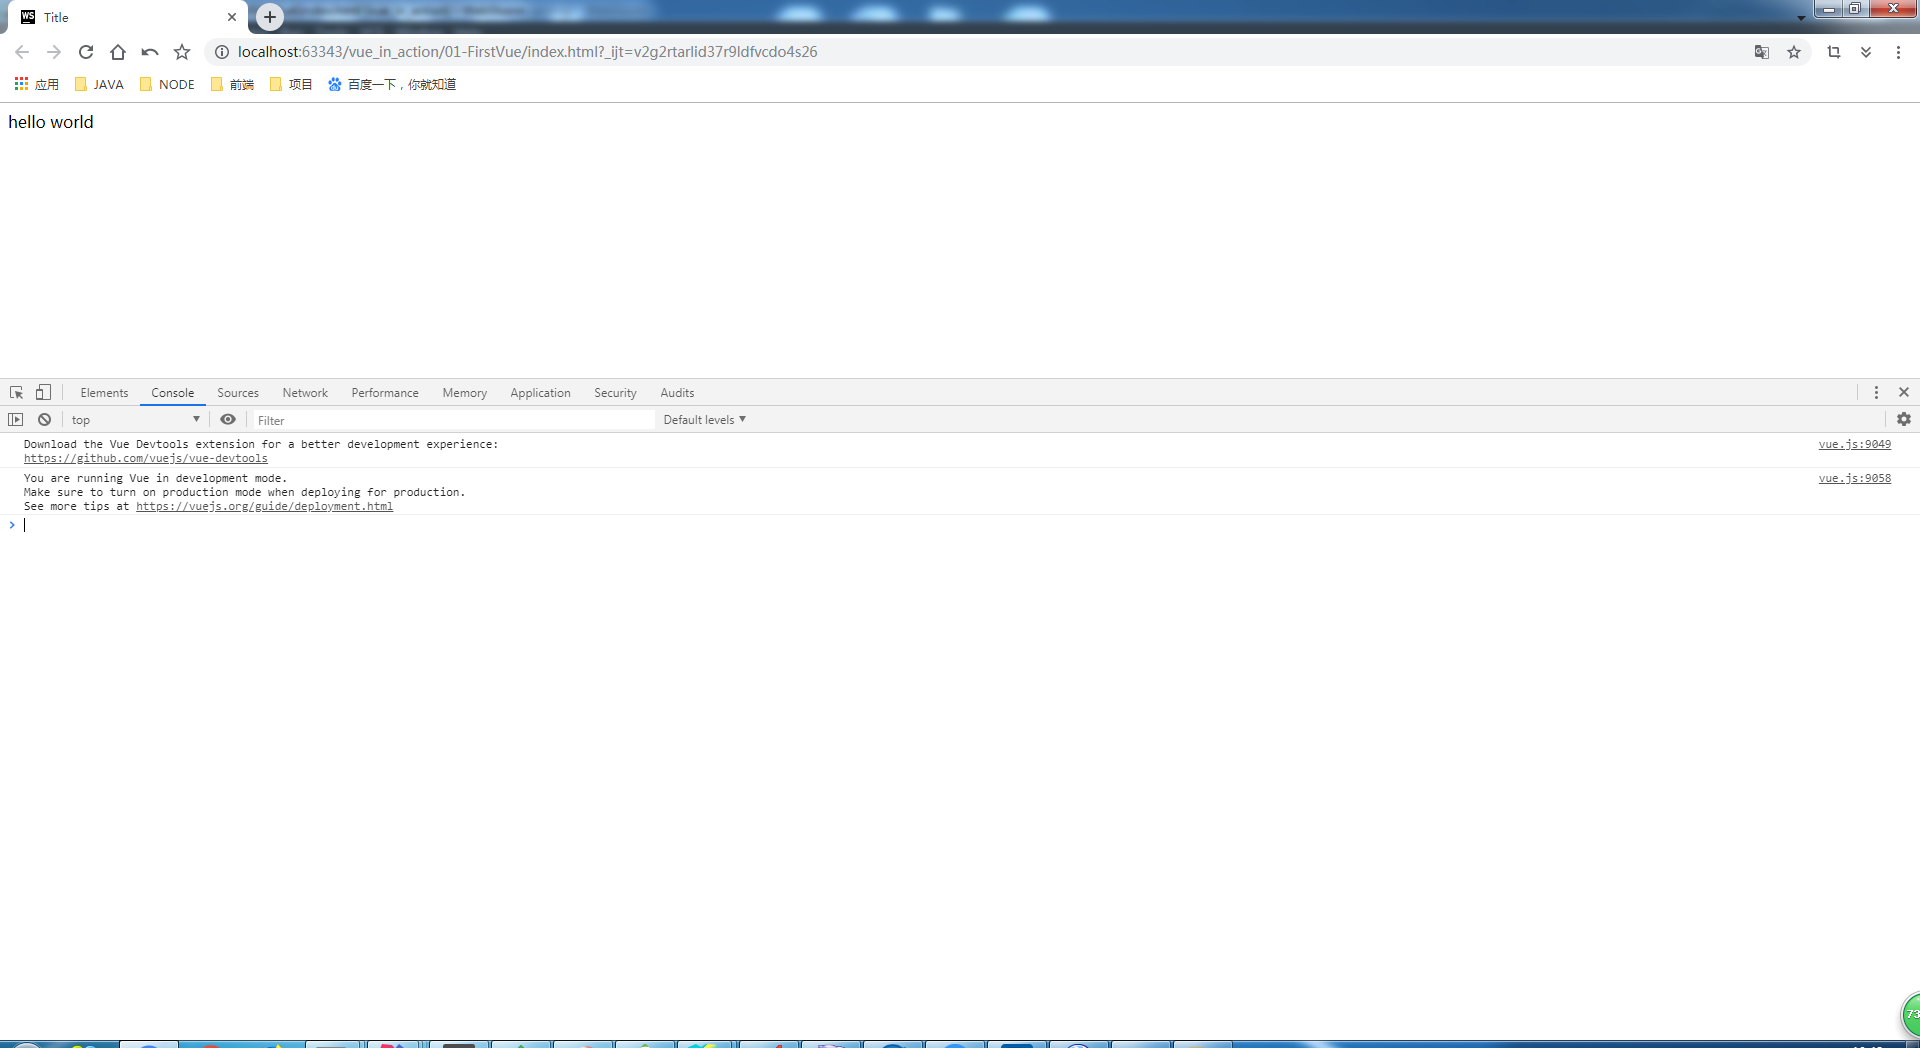 WS Title
localhost:63343/vue_in_action/01-FirstVue/index.html?_ijt=v2g2rtarlid37r9ldfvcdo4s26
应用 JAVA NODE 前端 项目 百度一下，你就知道
hello world
Elements Console Sources Network Performance Memory Application Security Audits
top Filter Default levels
Download the Vue Devtools extension for a better development experience: vue.js:9049
https://github.com/vuejs/vue-devtools
You are running Vue in development mode. vue.js:9058
Make sure to turn on production mode when deploying for production.
See more tips at https://vuejs.org/guide/deployment.html
73